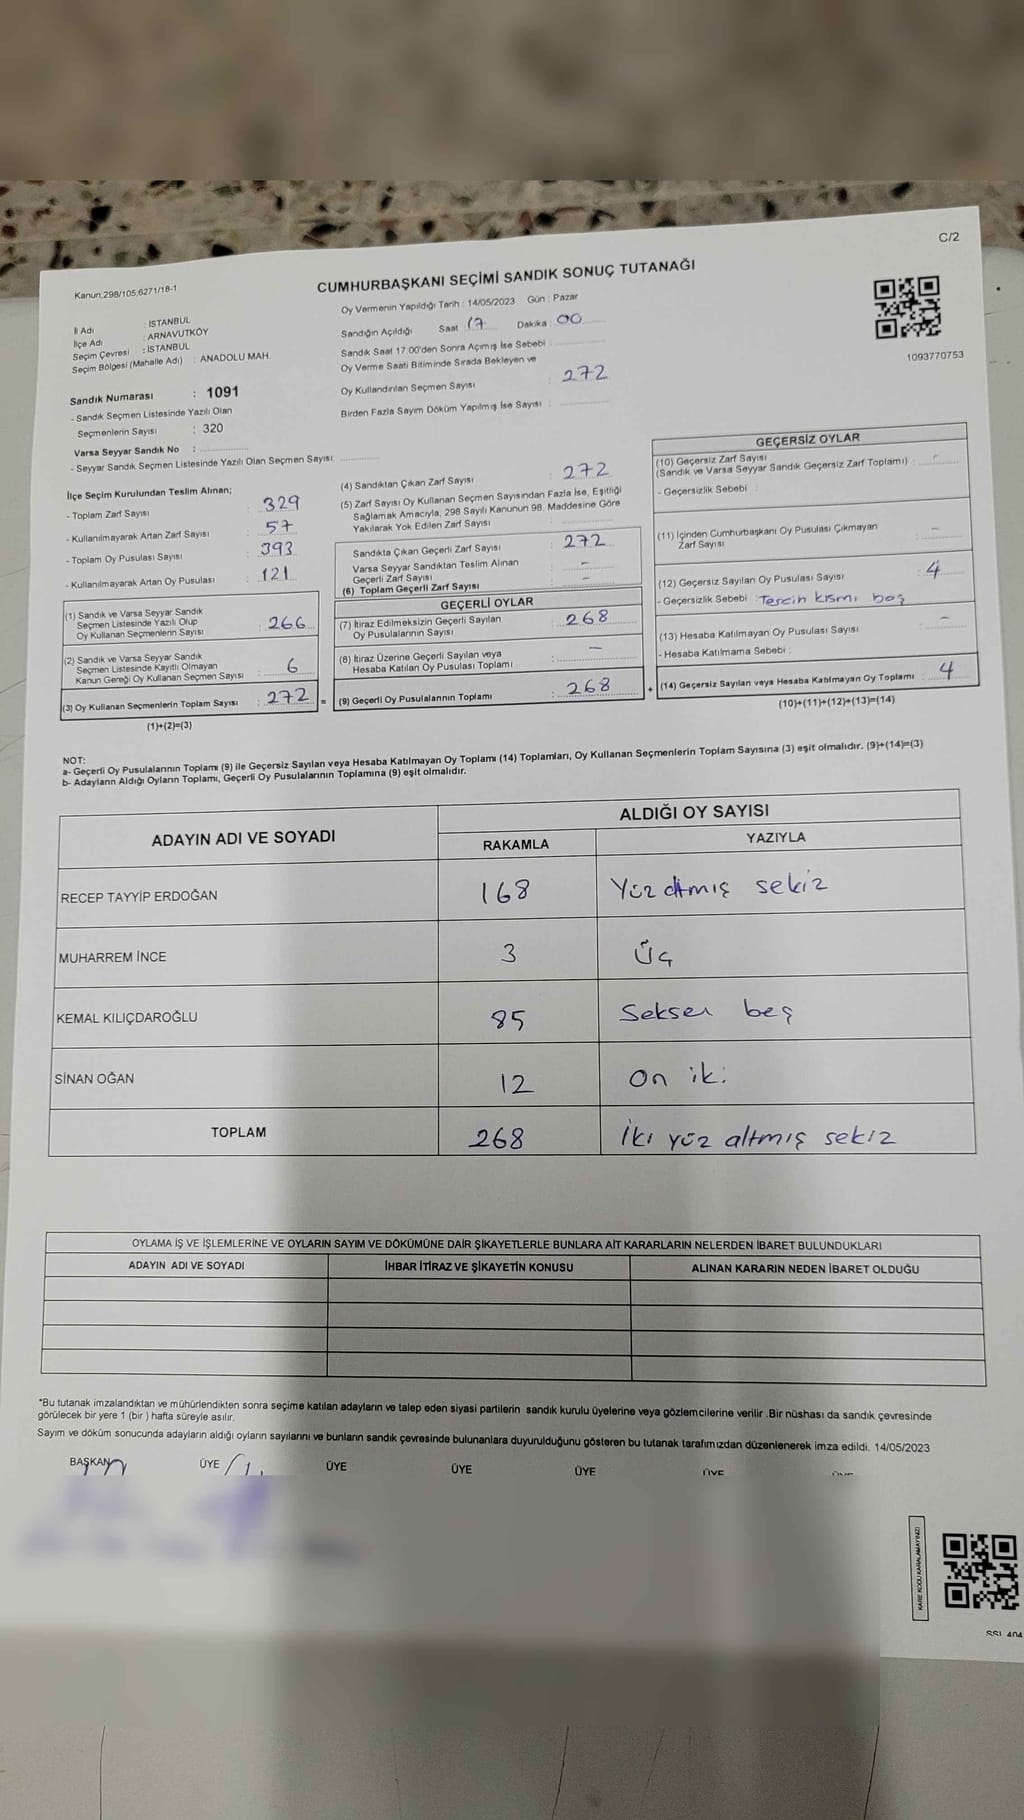 C/2
Kanun;298/105;6271/18-1
CUMHURBAŞKANI SEÇİMİ SANDIK SONUÇ TUTANAĞI
1093770753
İl Adı : İSTANBUL
İlçe Adı : ARNAVUTKÖY
Seçim Çevresi : İSTANBUL
Seçim Bölgesi (Mahalle Adı) : ANADOLU MAH.
Sandık Numarası : 1091
- Sandık Seçmen Listesinde Yazılı Olan
Seçmenlerin Sayısı : 320
Varsa Seyyar Sandık No :
- Seyyar Sandık Seçmen Listesinde Yazılı Olan Seçmen Sayısı:
Oy Vermenin Yapıldığı Tarih : 14/05/2023 Gün : Pazar
Sandığın Açıldığı Saat 17 Dakika : 00
Sandık Saat 17.00'den Sonra Açımış İse Sebebi :
Oy Verme Saati Bitiminde Sırada Bekleyen ve
Oy Kullandırılan Seçmen Sayısı : 272
Birden Fazla Sayım Döküm Yapılmış İse Sayısı :
İlçe Seçim Kurulundan Teslim Alınan;
- Toplam Zarf Sayısı : 329
- Kullanılmayarak Artan Zarf Sayısı : 57
- Toplam Oy Pusulası Sayısı : 393
- Kullanılmayarak Artan Oy Pusulası : 121
(1) Sandık ve Varsa Seyyar Sandık
Seçmen Listesinde Yazılı Olup
Oy Kullanan Seçmenlerin Sayısı : 266
(2) Sandık ve Varsa Seyyar Sandık
Seçmen Listesinde Kayıtlı Olmayan
Kanun Gereği Oy Kullanan Seçmen Sayısı : 6
(3) Oy Kullanan Seçmenlerin Toplam Sayısı : 272 =
(1)+(2)=(3)
(4) Sandıktan Çıkan Zarf Sayısı : 272
(5) Zarf Sayısı Oy Kullanan Seçmen Sayısından Fazla İse, Eşitliği
Sağlamak Amacıyla; 298 Sayılı Kanunun 98. Maddesine Göre
Yakılarak Yok Edilen Zarf Sayısı :
Sandıkta Çıkan Geçerli Zarf Sayısı : 272
Varsa Seyyar Sandıktan Teslim Alınan
Geçerli Zarf Sayısı : -
(6) Toplam Geçerli Zarf Sayısı : -
GEÇERLİ OYLAR
(7) İtiraz Edilmeksizin Geçerli Sayılan
Oy Pusulalarının Sayısı : 268
(8) İtiraz Üzerine Geçerli Sayılan veya
Hesaba Katılan Oy Pusulası Toplamı : -
(9) Geçerli Oy Pusulalarının Toplamı : 268 +
GEÇERSİZ OYLAR
(10) Geçersiz Zarf Sayısı
(Sandık ve Varsa Seyyar Sandık Geçersiz Zarf Toplamı) : -
- Geçersizlik Sebebi :
(11) İçinden Cumhurbaşkanı Oy Pusulası Çıkmayan
Zarf Sayısı : -
(12) Geçersiz Sayılan Oy Pusulası Sayısı : 4
- Geçersizlik Sebebi : Tercih kısmı boş
(13) Hesaba Katılmayan Oy Pusulası Sayısı : -
- Hesaba Katılmama Sebebi :
(14) Geçersiz Sayılan veya Hesaba Katılmayan Oy Toplamı : 4
(10)+(11)+(12)+(13)=(14)
NOT:
a- Geçerli Oy Pusulalarının Toplamı (9) ile Geçersiz Sayılan veya Hesaba Katılmayan Oy Toplamı (14) Toplamları, Oy Kullanan Seçmenlerin Toplam Sayısına (3) eşit olmalıdır. (9)+(14)=(3)
b- Adayların Aldığı Oyların Toplamı, Geçerli Oy Pusulalarının Toplamına (9) eşit olmalıdır.
ADAYIN ADI VE SOYADI ALDIĞI OY SAYISI
RAKAMLA YAZIYLA
RECEP TAYYİP ERDOĞAN 168 Yüz altmış sekiz
MUHARREM İNCE 3 Üç
KEMAL KILIÇDAROĞLU 85 Seksen beş
SİNAN OĞAN 12 On iki
TOPLAM 268 İki yüz altmış sekiz
OYLAMA İŞ VE İŞLEMLERİNE VE OYLARIN SAYIM VE DÖKÜMÜNE DAİR ŞİKAYETLERLE BUNLARA AİT KARARLARIN NELERDEN İBARET BULUNDUKLARI
ADAYIN ADI VE SOYADI İHBAR İTİRAZ VE ŞİKAYETİN KONUSU ALINAN KARARIN NEDEN İBARET OLDUĞU
*Bu tutanak imzalandıktan ve mühürlendikten sonra seçime katılan adayların ve talep eden siyasi partilerin sandık kurulu üyelerine veya gözlemcilerine verilir .Bir nüshası da sandık çevresinde
görülecek bir yere 1 (bir ) hafta süreyle asılır.
Sayım ve döküm sonucunda adayların aldığı oyların sayılarını ve bunların sandık çevresinde bulunanlara duyurulduğunu gösteren bu tutanak tarafımızdan düzenlenerek imza edildi. 14/05/2023
BAŞKAN ÜYE ÜYE ÜYE ÜYE ÜYE ÜYE
KARE KODU KARALAMAYINIZ!